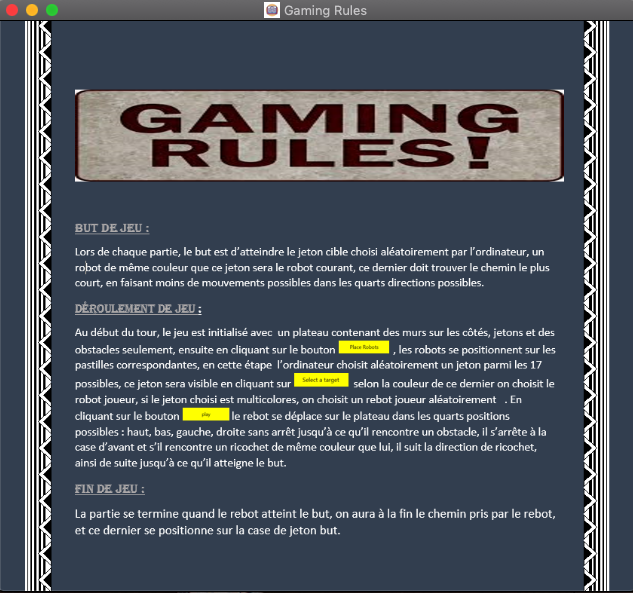 Gaming Rules
GAMING
RULES!
BUT DE JEU :
Lors de chaque partie, le but est d'atteindre le jeton cible choisi aléatoirement par l'ordinateur, un
robot de même couleur que ce jeton sera le robot courant, ce dernier doit trouver le chemin le plus
court, en faisant moins de mouvements possibles dans les quarts directions possibles.
DÉROULEMENT DE JEU :
Au début du tour, le jeu est initialisé avec un plateau contenant des murs sur les côtés, jetons et des
obstacles seulement, ensuite en cliquant sur le bouton Place Robots , les robots se positionnent sur les
pastilles correspondantes, en cette étape l'ordinateur choisit aléatoirement un jeton parmi les 17
possibles, ce jeton sera visible en cliquant sur Select a target selon la couleur de ce dernier on choisit le
robot joueur, si le jeton choisi est multicolores, on choisit un robot joueur aléatoirement . En
cliquant sur le bouton play le rebot se déplace sur le plateau dans les quarts positions
possibles : haut, bas, gauche, droite sans arrêt jusqu'à ce qu'il rencontre un obstacle, il s'arrête à la
case d'avant et s'il rencontre un ricochet de même couleur que lui, il suit la direction de ricochet,
ainsi de suite jusqu'à ce qu'il atteigne le but.
FIN DE JEU :
La partie se termine quand le rebot atteint le but, on aura à la fin le chemin pris par le rebot,
et ce dernier se positionne sur la case de jeton but.